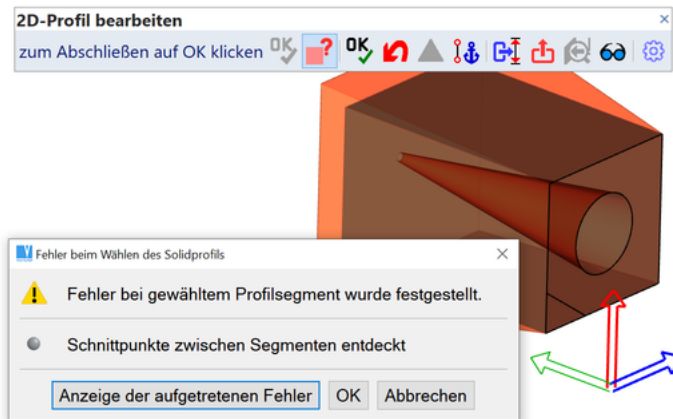 2D-Profil bearbeiten
zum Abschließen auf OK klicken OK ? OK
Fehler beim Wählen des Solidprofils
Fehler bei gewähltem Profilsegment wurde festgestellt.
Schnittpunkte zwischen Segmenten entdeckt
Anzeige der aufgetretenen Fehler OK Abbrechen